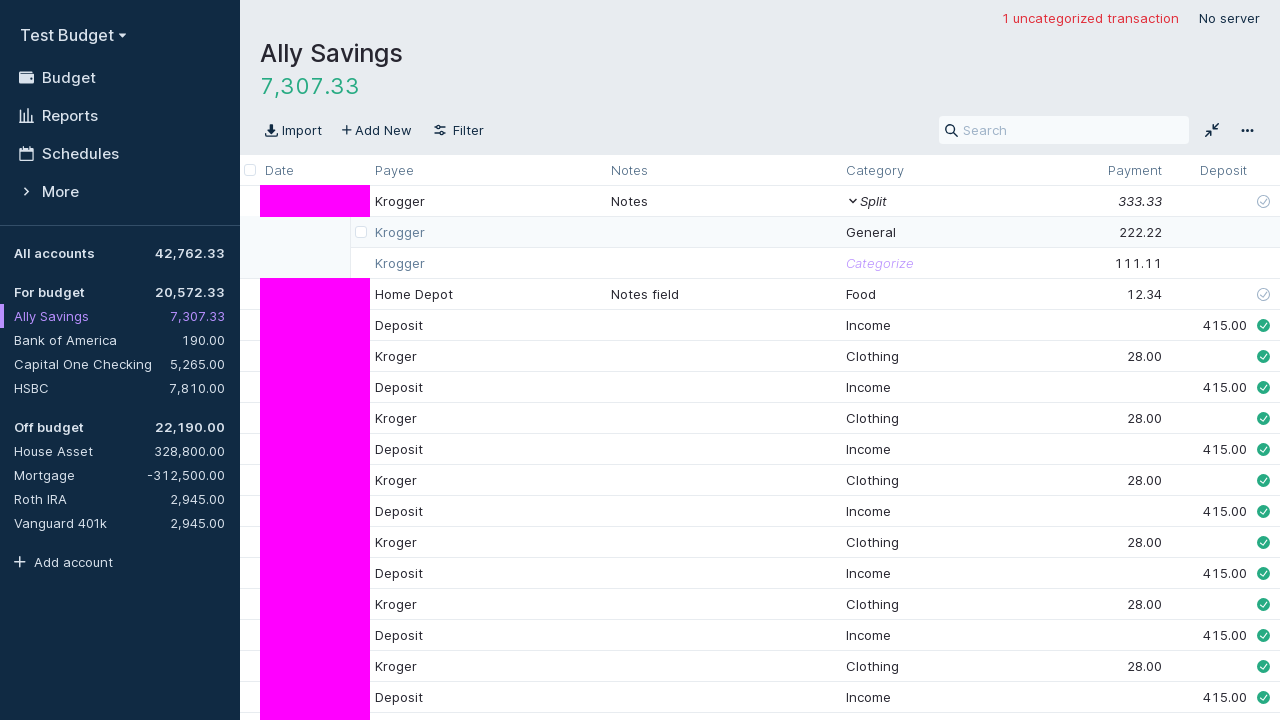 Test Budget
Budget
Reports
Schedules
More
All accounts 42,762.33
For budget 20,572.33
Ally Savings 7,307.33
Bank of America 190.00
Capital One Checking 5,265.00
HSBC 7,810.00
Off budget 22,190.00
House Asset 328,800.00
Mortgage -312,500.00
Roth IRA 2,945.00
Vanguard 401k 2,945.00
Add account
1 uncategorized transaction No server
Ally Savings
7,307.33
Import Add New Filter Search
Date Payee Notes Category Payment Deposit
Krogger Notes Split 333.33
Krogger General 222.22
Krogger Categorize 111.11
Home Depot Notes field Food 12.34
Deposit Income 415.00
Kroger Clothing 28.00
Deposit Income 415.00
Kroger Clothing 28.00
Deposit Income 415.00
Kroger Clothing 28.00
Deposit Income 415.00
Kroger Clothing 28.00
Deposit Income 415.00
Kroger Clothing 28.00
Deposit Income 415.00
Kroger Clothing 28.00
Deposit Income 415.00